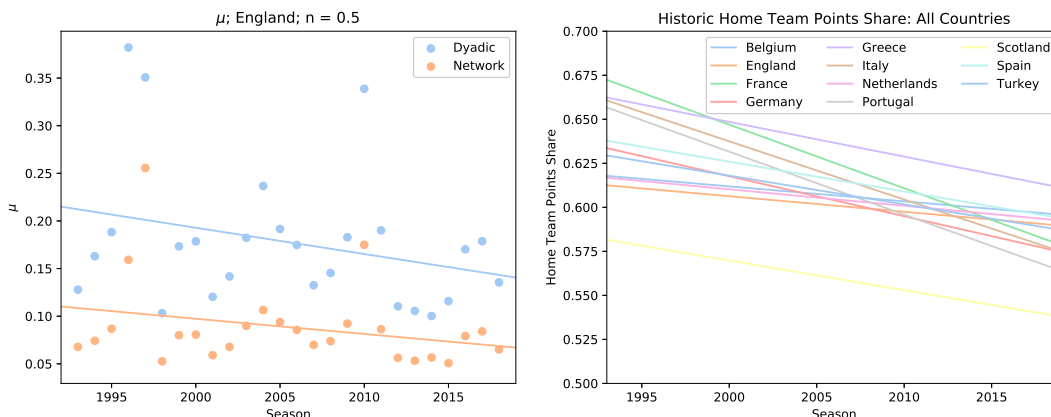 μ; England; n = 0.5
Dyadic
Network
0.35
0.30
0.25
0.20
0.15
0.10
0.05
μ
1995
2000
2005
2010
2015
Season
Historic Home Team Points Share: All Countries
Belgium
England
France
Germany
Greece
Italy
Netherlands
Portugal
Scotland
Spain
Turkey
0.700
0.675
0.650
0.625
0.600
0.575
0.550
0.525
0.500
Home Team Points Share
1995
2000
2005
2010
2015
Season